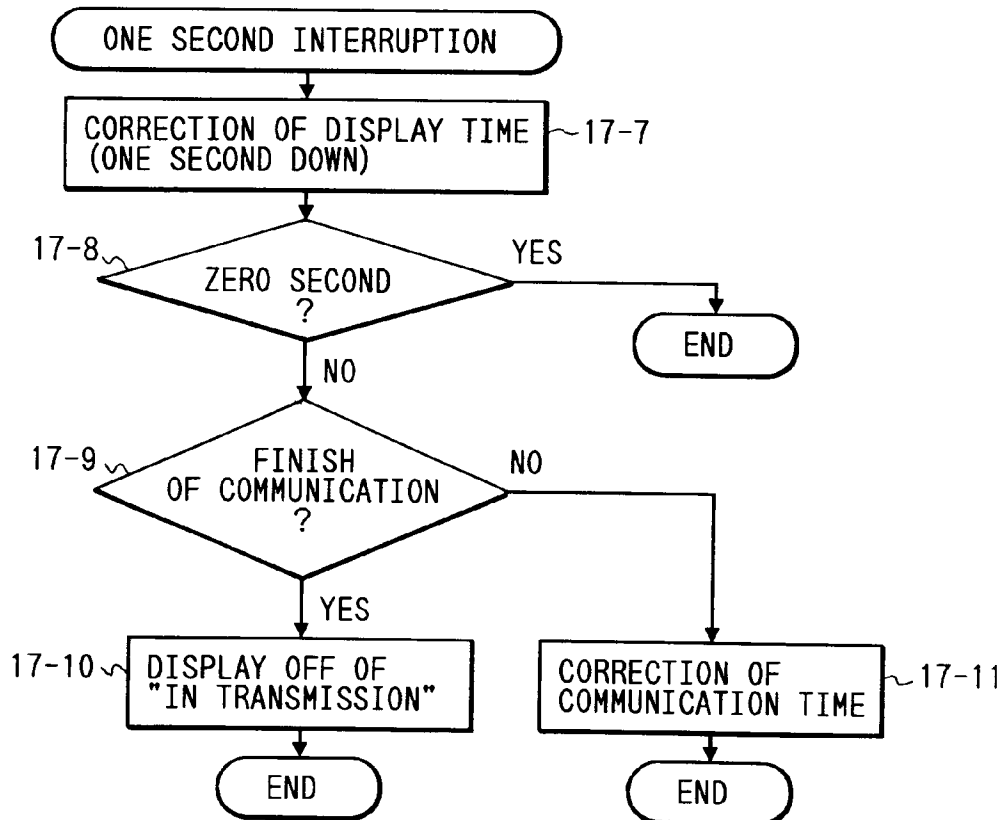 ONE SECOND INTERRUPTION
CORRECTION OF DISPLAY TIME
(ONE SECOND DOWN)
17-7
17-8
ZERO SECOND
?
YES
END
NO
17-9
FINISH
OF COMMUNICATION
?
NO
YES
17-10
DISPLAY OFF OF
"IN TRANSMISSION"
CORRECTION OF
COMMUNICATION TIME
17-11
END
END